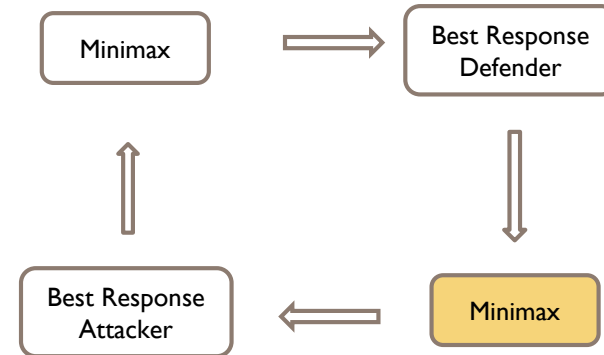 Minimax
Best Response
Defender
Best Response
Attacker
Minimax